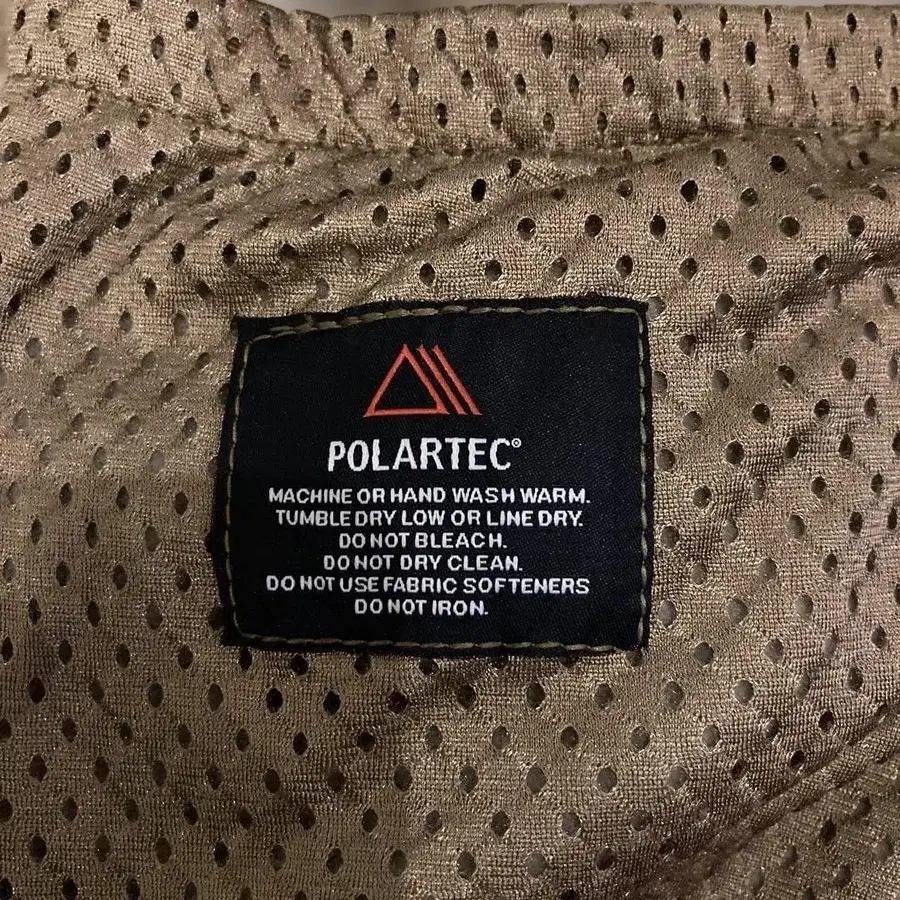 POLARTEC®
MACHINE OR HAND WASH WARM.
TUMBLE DRY LOW OR LINE DRY.
DO NOT BLEACH.
DO NOT DRY CLEAN.
DO NOT USE FABRIC SOFTENERS
DO NOT IRON.